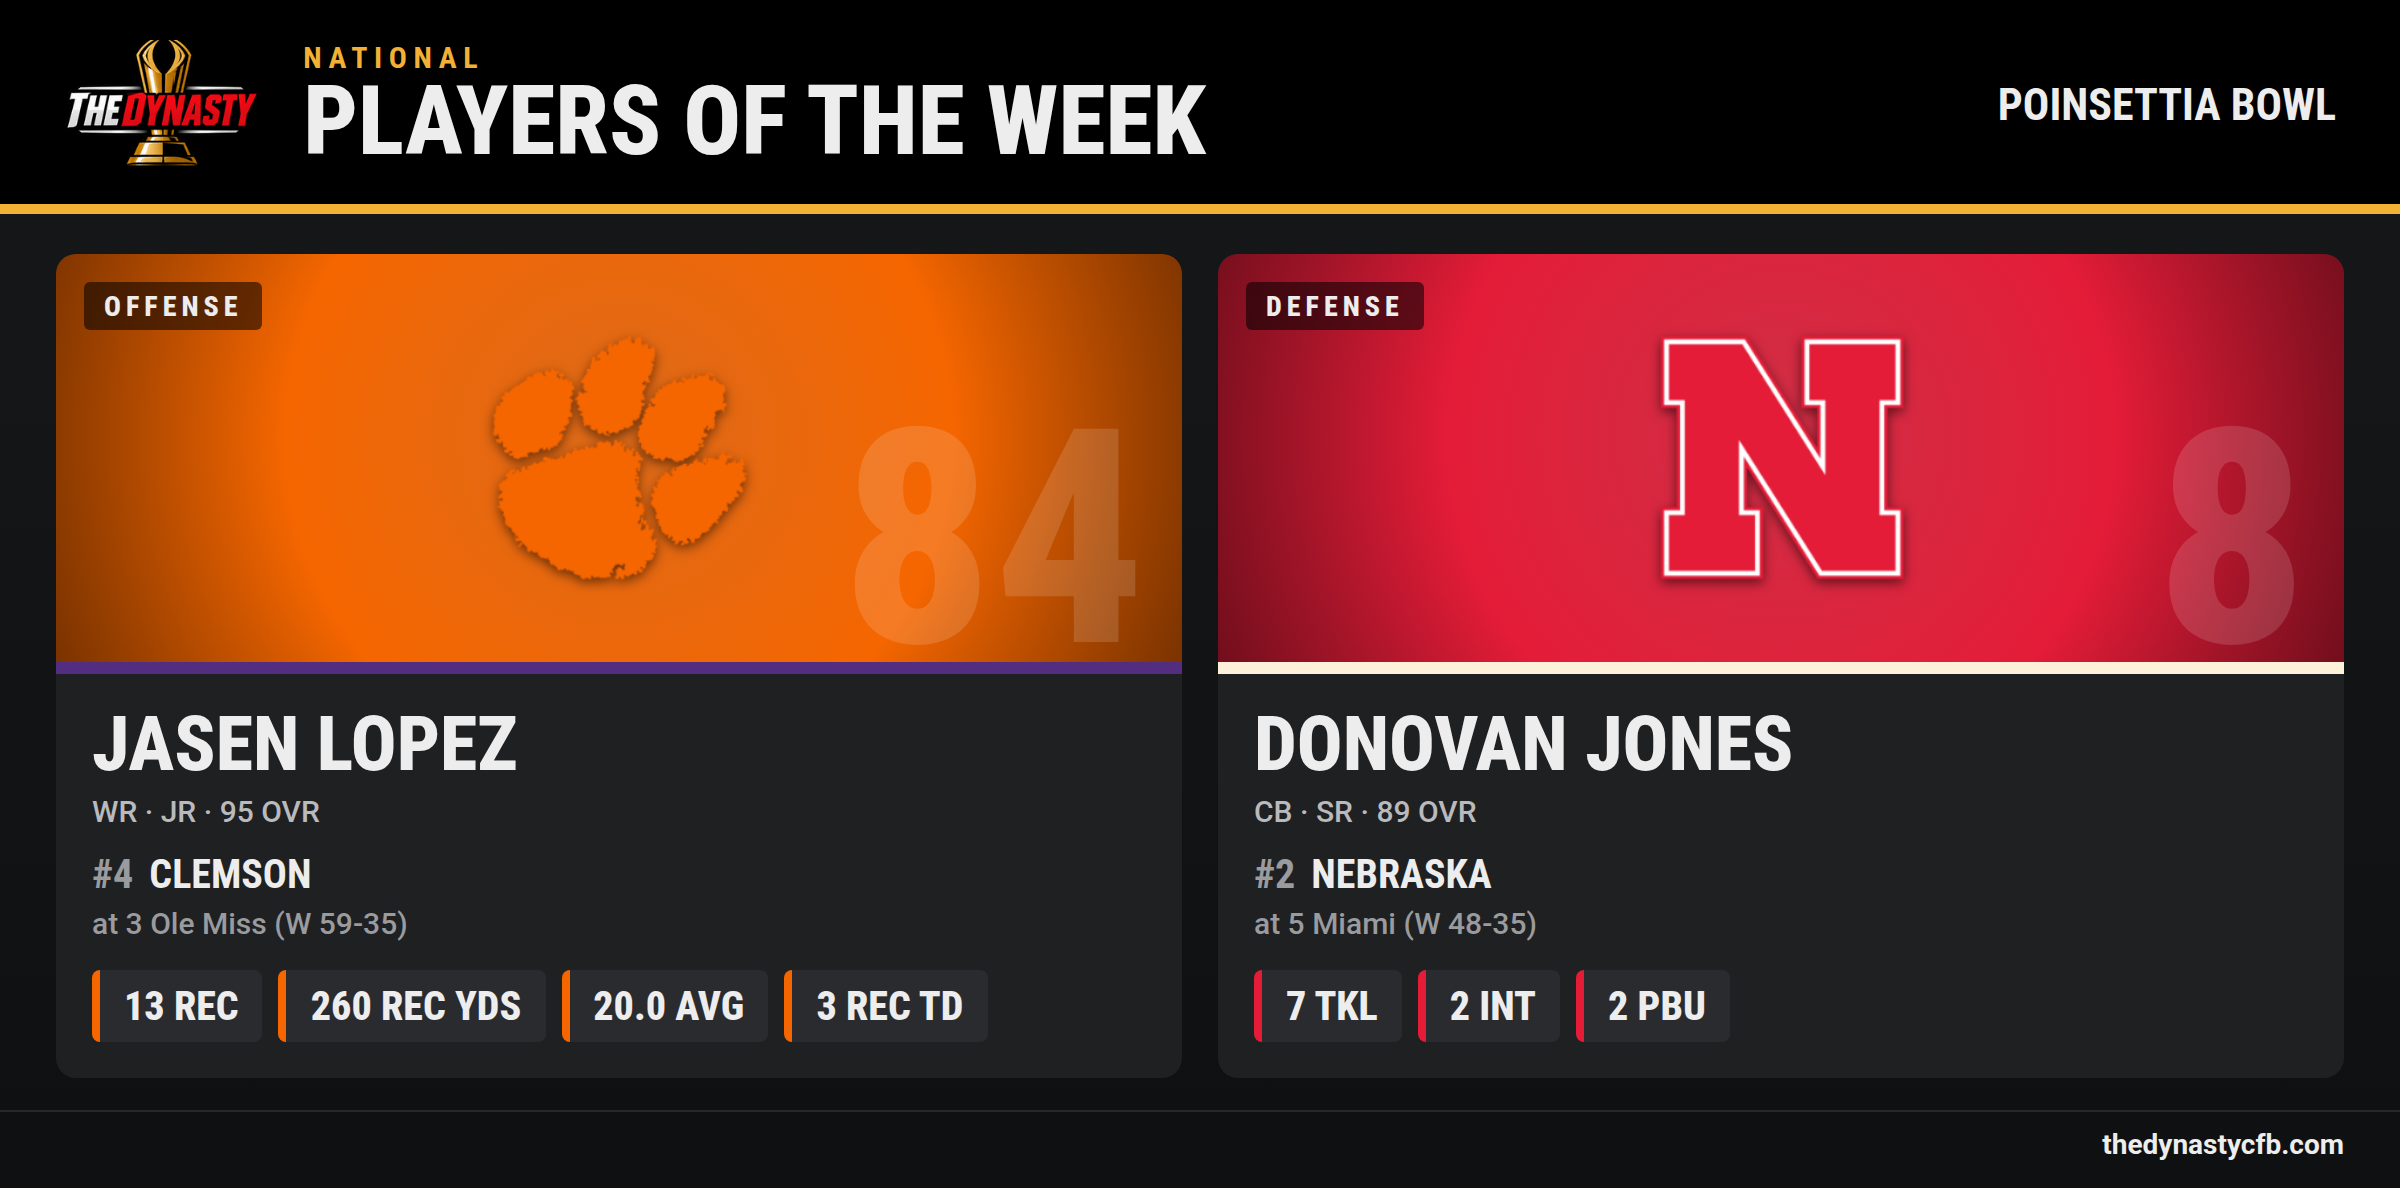 THE DYNASTY
NATIONAL
PLAYERS OF THE WEEK
POINSETTIA BOWL
OFFENSE
84
JASEN LOPEZ
WR · JR · 95 OVR
#4 CLEMSON
at 3 Ole Miss (W 59-35)
13 REC
260 REC YDS
20.0 AVG
3 REC TD
DEFENSE
N
8
DONOVAN JONES
CB · SR · 89 OVR
#2 NEBRASKA
at 5 Miami (W 48-35)
7 TKL
2 INT
2 PBU
thedynastycfb.com